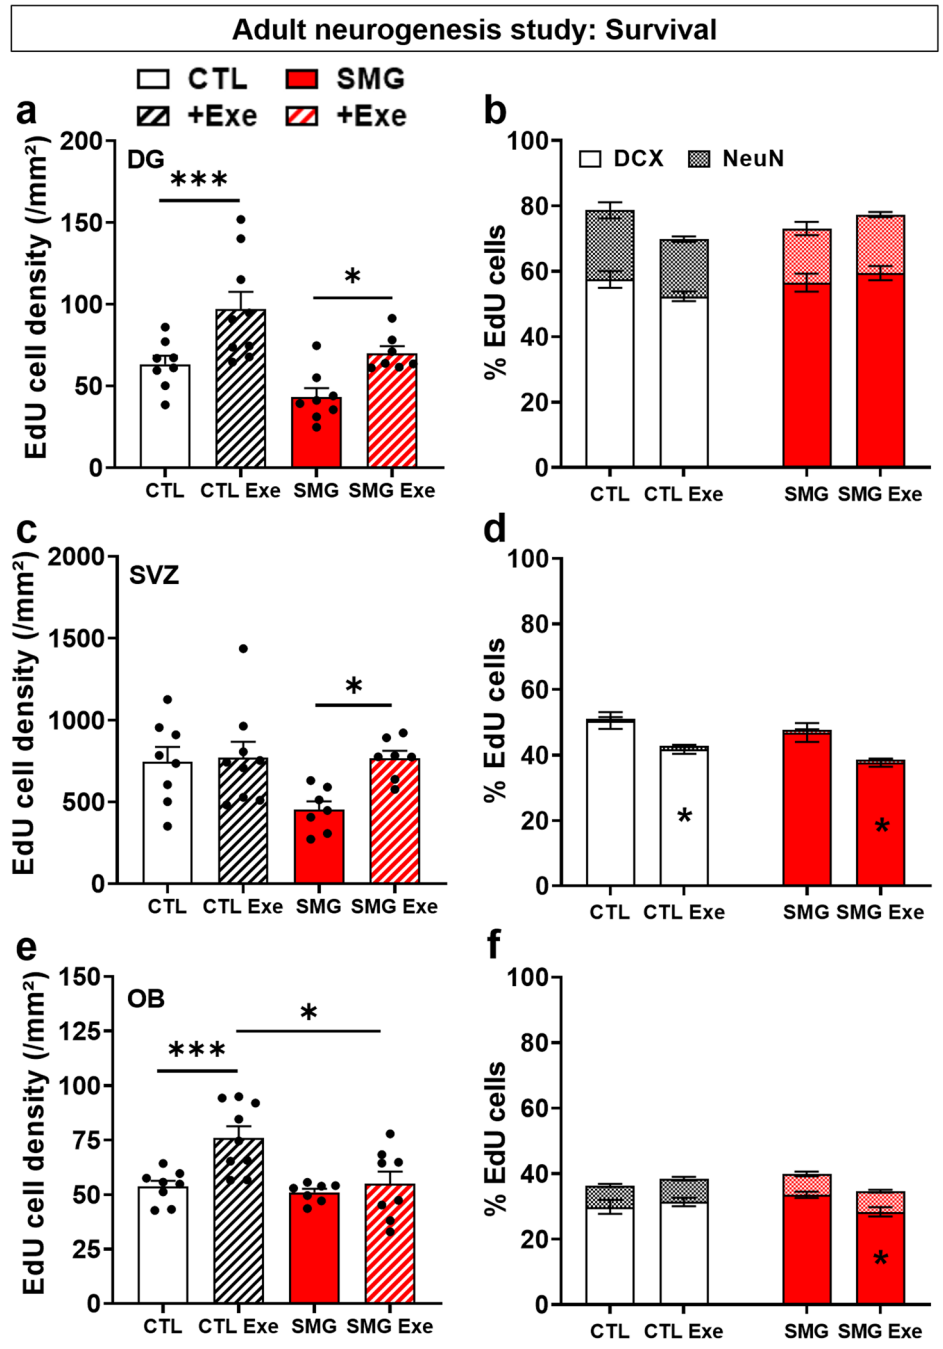 Adult neurogenesis study: Survival
CTL SMG
+Exe +Exe
a
EdU cell density (/mm²)
200
150
100
50
0
DG
***
*
CTL CTL Exe SMG SMG Exe
b
% EdU cells
100
80
60
40
20
0
DCX NeuN
CTL CTL Exe SMG SMG Exe
c
EdU cell density (/mm²)
2000
1500
1000
500
0
SVZ
*
CTL CTL Exe SMG SMG Exe
d
% EdU cells
100
80
60
40
20
0
*
*
CTL CTL Exe SMG SMG Exe
e
EdU cell density (/mm²)
150
125
100
75
50
25
0
OB
*
***
CTL CTL Exe SMG SMG Exe
f
% EdU cells
100
80
60
40
20
0
*
CTL CTL Exe SMG SMG Exe